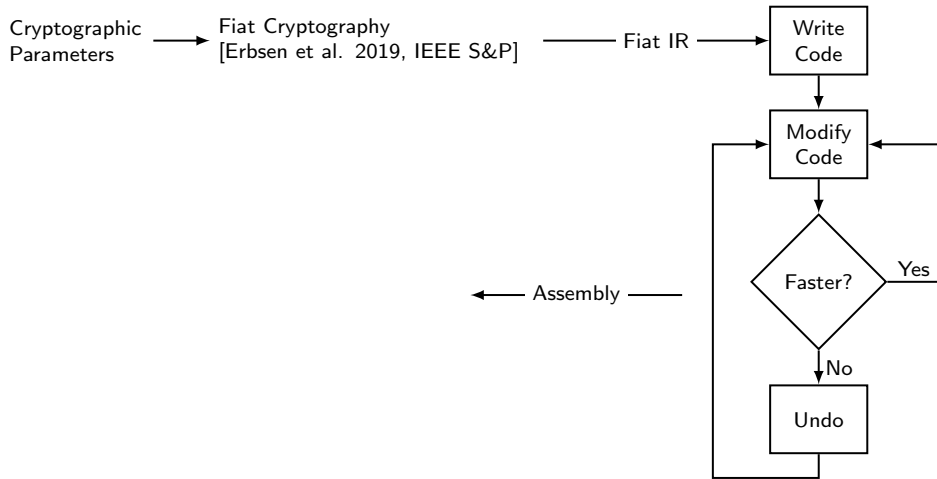 Cryptographic
Parameters
Fiat Cryptography
[Erbsen et al. 2019, IEEE S&P]
Fiat IR
Write
Code
Modify
Code
Faster?
Yes
Assembly
No
Undo